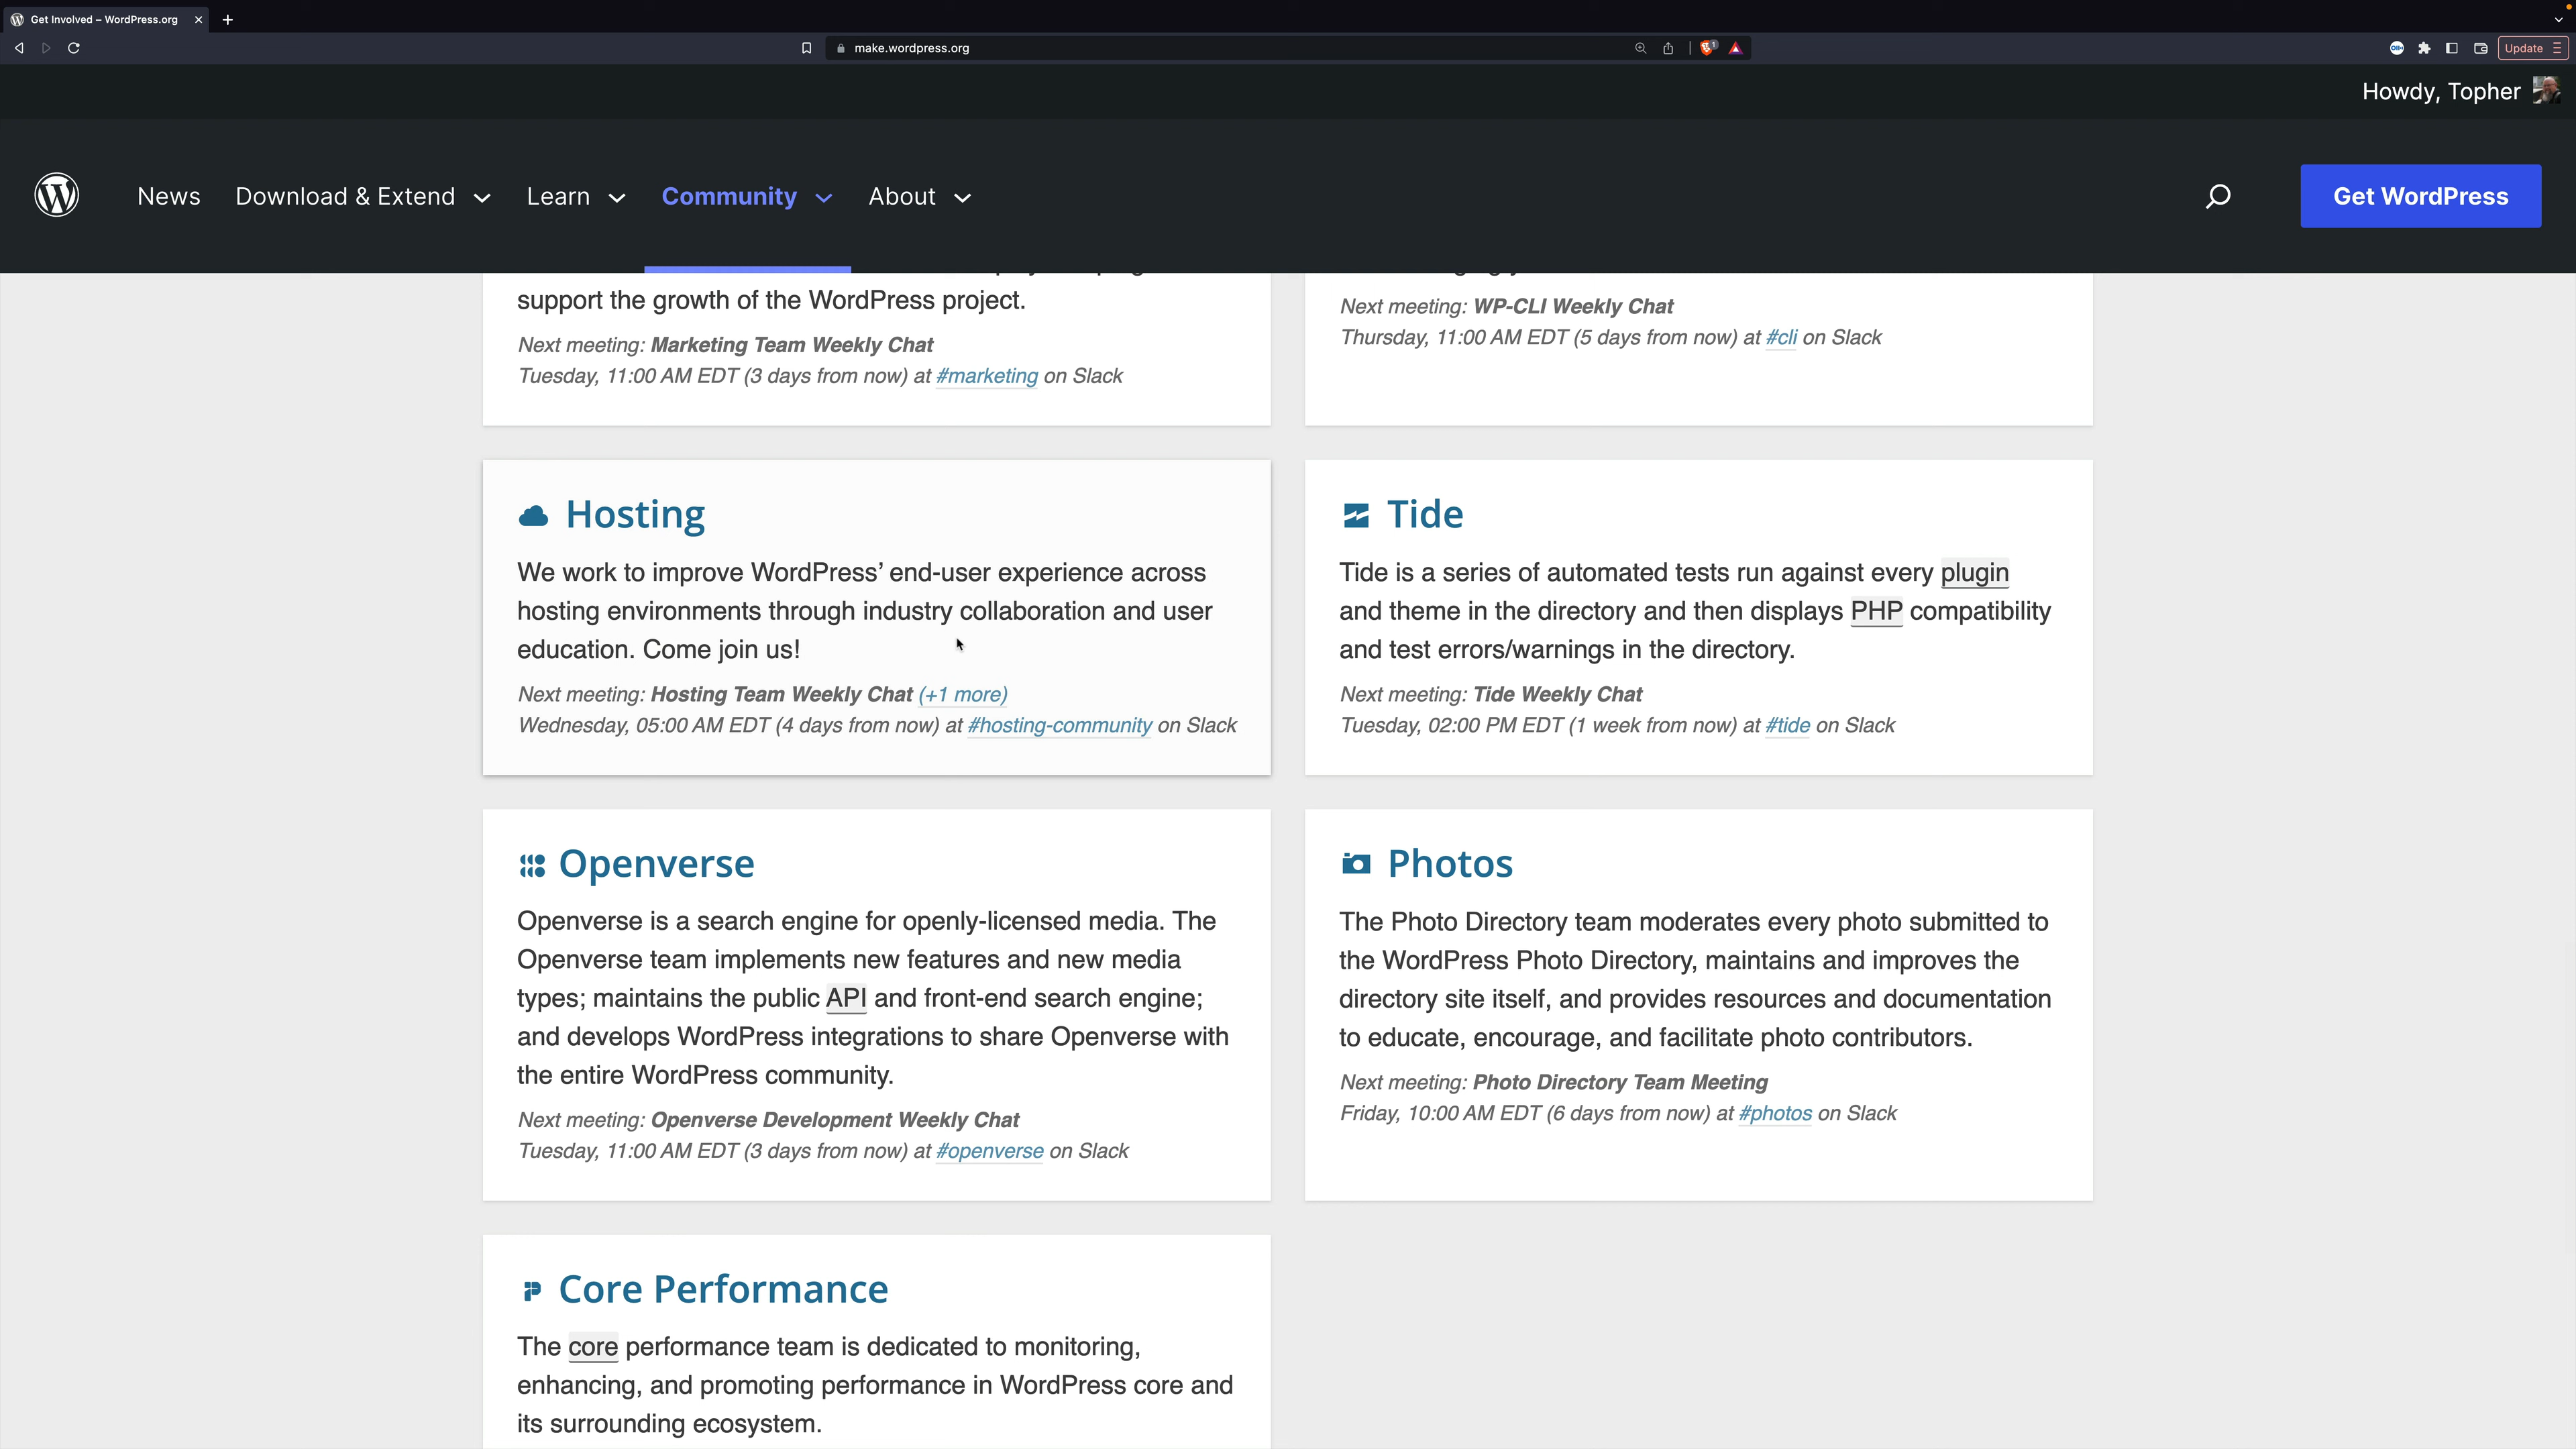 Get Involved – WordPress.org
make.wordpress.org
1
Update
Howdy, Topher
News
Download & Extend
Learn
Community
About
Get WordPress
support the growth of the WordPress project.
Next meeting: Marketing Team Weekly Chat
Tuesday, 11:00 AM EDT (3 days from now) at #marketing on Slack
Next meeting: WP-CLI Weekly Chat
Thursday, 11:00 AM EDT (5 days from now) at #cli on Slack
Hosting
We work to improve WordPress’ end-user experience across
hosting environments through industry collaboration and user
education. Come join us!
Next meeting: Hosting Team Weekly Chat (+1 more)
Wednesday, 05:00 AM EDT (4 days from now) at #hosting-community on Slack
Tide
Tide is a series of automated tests run against every plugin
and theme in the directory and then displays PHP compatibility
and test errors/warnings in the directory.
Next meeting: Tide Weekly Chat
Tuesday, 02:00 PM EDT (1 week from now) at #tide on Slack
Openverse
Openverse is a search engine for openly-licensed media. The
Openverse team implements new features and new media
types; maintains the public API and front-end search engine;
and develops WordPress integrations to share Openverse with
the entire WordPress community.
Next meeting: Openverse Development Weekly Chat
Tuesday, 11:00 AM EDT (3 days from now) at #openverse on Slack
Photos
The Photo Directory team moderates every photo submitted to
the WordPress Photo Directory, maintains and improves the
directory site itself, and provides resources and documentation
to educate, encourage, and facilitate photo contributors.
Next meeting: Photo Directory Team Meeting
Friday, 10:00 AM EDT (6 days from now) at #photos on Slack
Core Performance
The core performance team is dedicated to monitoring,
enhancing, and promoting performance in WordPress core and
its surrounding ecosystem.